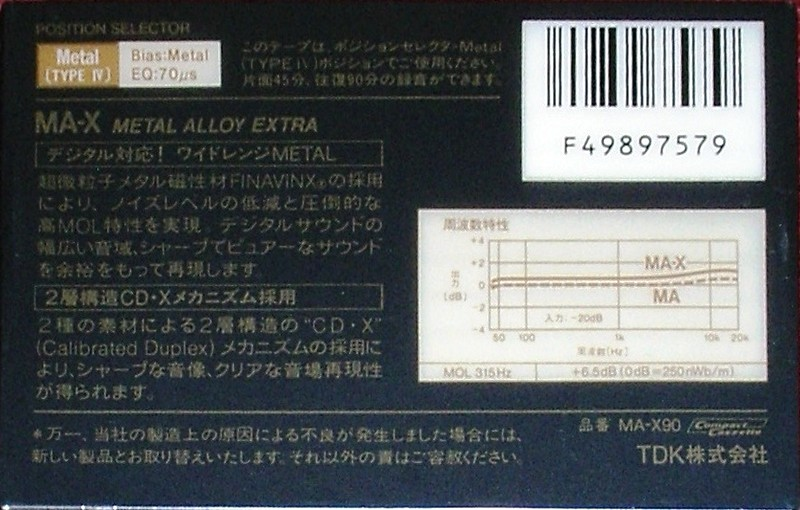 POSITION SELECTOR
Metal
(TYPE IV)
Bias:Metal
EQ:70μs
このテープは、ポジションセレクターMetal
(TYPE IV)ポジションでご使用ください。
片面45分、往復90分の録音ができます。
F49897579
MA-X METAL ALLOY EXTRA
デジタル対応! ワイドレンジMETAL
超微粒子メタル磁性材FINAViNX®の採用
により、ノイズレベルの低減と圧倒的な
高MOL特性を実現。デジタルサウンドの
幅広い音域、シャープでピュアーなサウンド
を余裕をもって再現します。
2層構造CD・Xメカニズム採用
2種の素材による2層構造の“CD・X”
(Calibrated Duplex)メカニズムの採用に
より、シャープな音像、クリアな音場再現性
が得られます。
周波数特性
出力(dB)
+4
+2
0
-2
-4
MA-X
MA
入力:-20dB
50 100 1k 10k 20k
周波数(Hz)
MOL 315Hz +6.5dB(0dB=250nWb/m)
*万一、当社の製造上の原因による不良が発生しました場合には、
新しい製品とお取り替えいたします。それ以外の責はご容赦ください。
品番 MA-X90 Compact Cassette
TDK株式会社